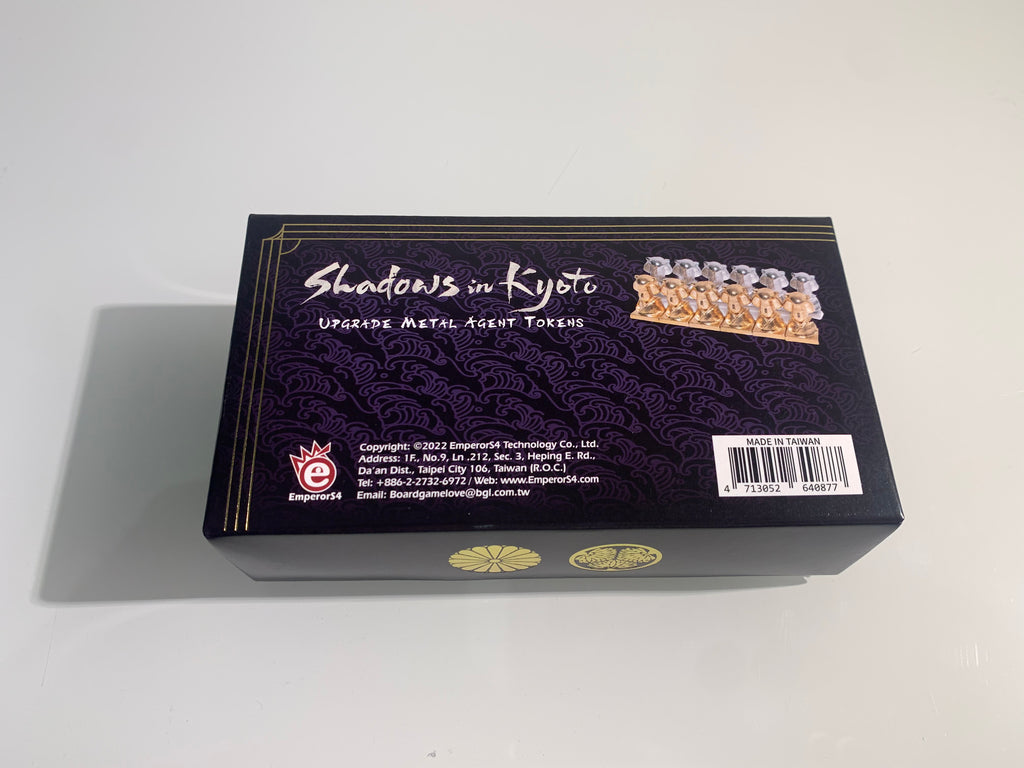 Shadows in Kyoto
Upgrade Metal Agent Tokens
e
EmperorS4
Copyright: ©2022 EmperorS4 Technology Co., Ltd.
Address: 1F., No.9, Ln .212, Sec. 3, Heping E. Rd.,
Da'an Dist., Taipei City 106, Taiwan (R.O.C.)
Tel: +886-2-2732-6972 / Web: www.EmperorS4.com
Email: Boardgamelove@bgl.com.tw
MADE IN TAIWAN
4 713052 640877